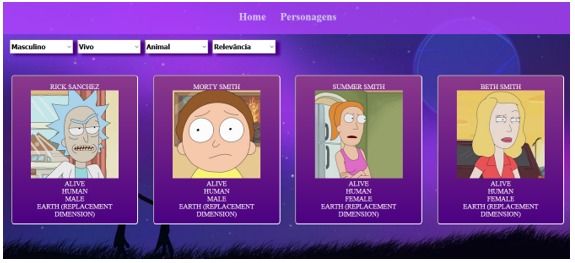 Home Personagens
Masculino Vivo Animal Relevância
RICK SANCHEZ
ALIVE
HUMAN
MALE
EARTH (REPLACEMENT
DIMENSION)
MORTY SMITH
ALIVE
HUMAN
MALE
EARTH (REPLACEMENT
DIMENSION)
SUMMER SMITH
ALIVE
HUMAN
FEMALE
EARTH (REPLACEMENT
DIMENSION)
BETH SMITH
ALIVE
HUMAN
FEMALE
EARTH (REPLACEMENT
DIMENSION)